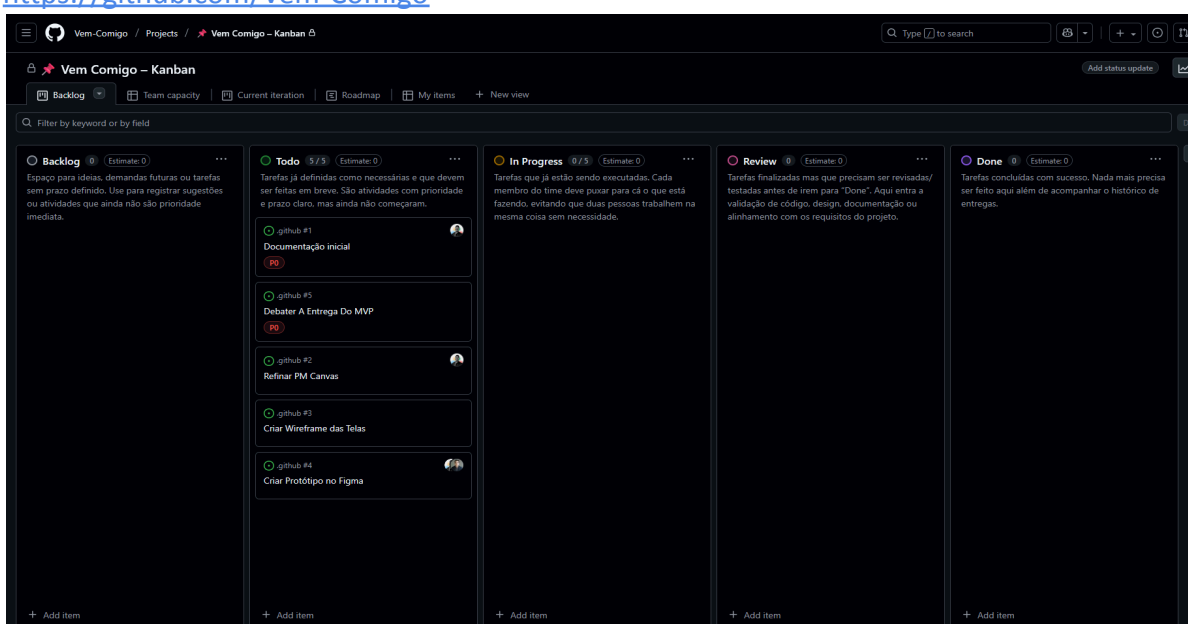 https://github.com/Vem-Comigo
Vem-Comigo / Projects / Vem Comigo – Kanban
Type / to search
Vem Comigo – Kanban
Add status update
Backlog
Team capacity
Current iteration
Roadmap
My items
+ New view
Filter by keyword or by field
Backlog 0 Estimate: 0
Espaço para ideias, demandas futuras ou tarefas
sem prazo definido. Use para registrar sugestões
ou atividades que ainda não são prioridade
imediata.
+ Add item
Todo 5 / 5 Estimate: 0
Tarefas já definidas como necessárias e que devem
ser feitas em breve. São atividades com prioridade
e prazo claro, mas ainda não começaram.
.github #1
Documentação inicial
P0
.github #5
Debater A Entrega Do MVP
P0
.github #2
Refinar PM Canvas
.github #3
Criar Wireframe das Telas
.github #4
Criar Protótipo no Figma
+ Add item
In Progress 0 / 5 Estimate: 0
Tarefas que já estão sendo executadas. Cada
membro do time deve puxar para cá o que está
fazendo, evitando que duas pessoas trabalhem na
mesma coisa sem necessidade.
+ Add item
Review 0 Estimate: 0
Tarefas finalizadas mas que precisam ser revisadas/
testadas antes de irem para "Done". Aqui entra a
validação de código, design, documentação ou
alinhamento com os requisitos do projeto.
+ Add item
Done 0 Estimate: 0
Tarefas concluídas com sucesso. Nada mais precisa
ser feito aqui além de acompanhar o histórico de
entregas.
+ Add item